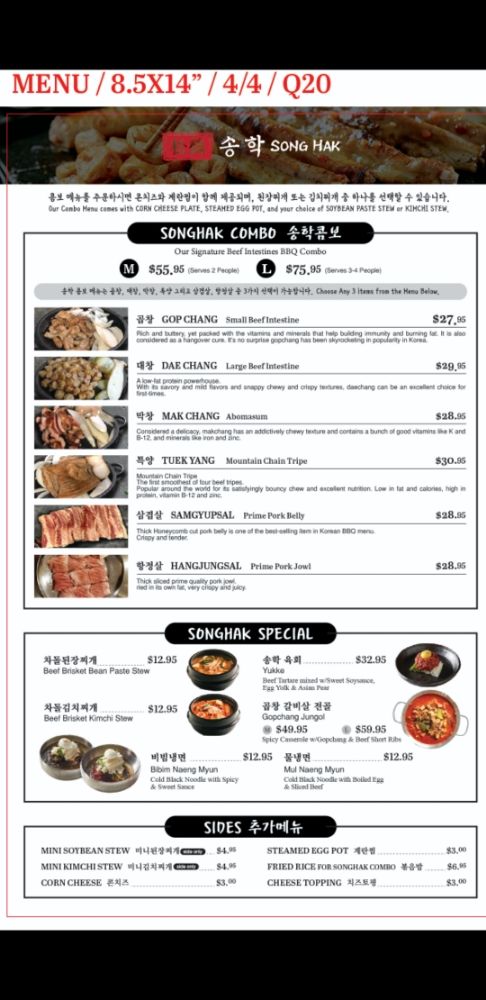 MENU / 8.5X14” / 4/4 / Q20
송학 SONG HAK
콤보 메뉴를 주문하시면 콘치즈와 계란찜이 함께 제공되며, 된장찌개 또는 김치찌개 중 하나를 선택할 수 있습니다.
Our Combo Menu comes with CORN CHEESE PLATE, STEAMED EGG POT, and your choice of SOYBEAN PASTE STEW or KIMCHI STEW.
SONGHAK COMBO 송학콤보
Our Signature Beef Intestines BBQ Combo
M $55.95 (Serves 2 People) L $75.95 (Serves 3-4 People)
송학 콤보 메뉴는 곱창, 대창, 막창, 특양 그리고 삼겹살, 항정살 중 3가지 선택이 가능합니다. Choose Any 3 items from the Menu Below.
곱창 GOP CHANG Small Beef Intestine $27.95
Rich and buttery, yet packed with the vitamins and minerals that help building immunity and burning fat. It is also
considered as a hangover cure. It's no surprise gopchang has been skyrocketing in popularity in Korea.
대창 DAE CHANG Large Beef Intestine $29.95
A low-fat protein powerhouse.
With its savory and mild flavors and snappy chewy and crispy textures, daechang can be an excellent choice for
first-times.
막창 MAK CHANG Abomasum $28.95
Considered a delicacy, makchang has an addictively chewy texture and contains a bunch of good vitamins like K and
B-12, and minerals like iron and zinc.
특양 TUEK YANG Mountain Chain Tripe $30.95
Mountain Chain Tripe
The first smoothest of four beef tripes.
Popular around the world for its satisfyingly bouncy chew and excellent nutrition. Low in fat and calories, high in
protein, vitamin B-12 and zinc.
삼겹살 SAMGYUPSAL Prime Pork Belly $28.95
Thick Honeycomb cut pork belly is one of the best-selling item in Korean BBQ menu.
Crispy and tender.
항정살 HANGJUNGSAL Prime Pork Jowl $28.95
Thick sliced prime quality pork jowl.
ried in its own fat, very crispy and juicy.
SONGHAK SPECIAL
차돌된장찌개 $12.95
Beef Brisket Bean Paste Stew
차돌김치찌개 $12.95
Beef Brisket Kimchi Stew
송학 육회 $32.95
Yukke
Beef Tartare mixed w/Sweet Soysauce,
Egg Yolk & Asian Pear
곱창 갈비살 전골
Gopchang Jungol
M $49.95 L $59.95
Spicy Casserole w/Gopchang & Beef Short Ribs
비빔냉면 $12.95
Bibim Naeng Myun
Cold Black Noodle with Spicy
& Sweet Sauce
물냉면 $12.95
Mul Naeng Myun
Cold Black Noodle with Boiled Egg
& Sliced Beef
SIDES 추가메뉴
MINI SOYBEAN STEW 미니된장찌개 side only $4.95
MINI KIMCHI STEW 미니김치찌개 side only $4.95
CORN CHEESE 콘치즈 $3.00
STEAMED EGG POT 계란찜 $3.00
FRIED RICE FOR SONGHAK COMBO 볶음밥 $6.95
CHEESE TOPPING 치즈토핑 $3.00